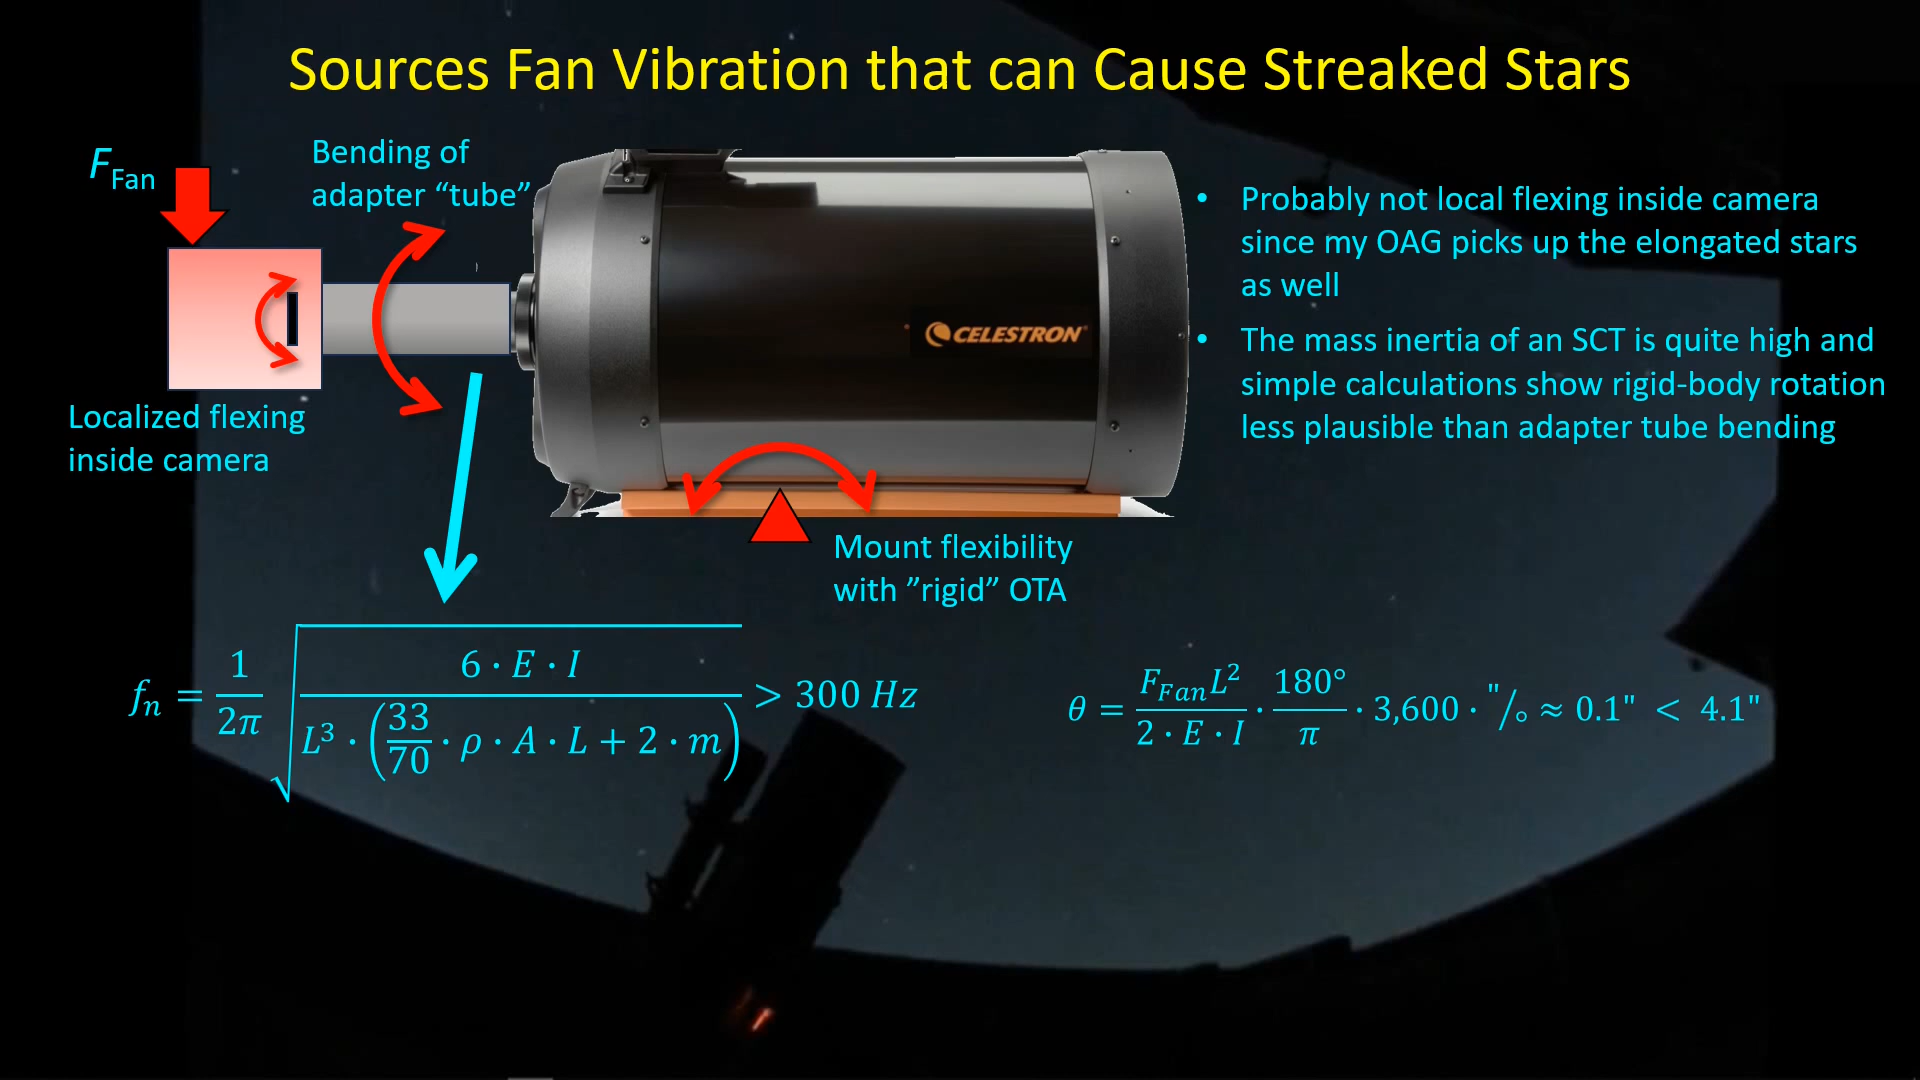 Sources Fan Vibration that can Cause Streaked Stars
F_Fan
Bending of
adapter “tube”
Localized flexing
inside camera
CELESTRON
Mount flexibility
with ”rigid” OTA
• Probably not local flexing inside camera
since my OAG picks up the elongated stars
as well
• The mass inertia of an SCT is quite high and
simple calculations show rigid-body rotation
less plausible than adapter tube bending
f_n = 1/(2π) √( (6 · E · I) / (L³ · (33/70 · ρ · A · L + 2 · m)) ) > 300 Hz
θ = (F_Fan L²)/(2 · E · I) · 180°/π · 3,600 · "/° ≈ 0.1" < 4.1"